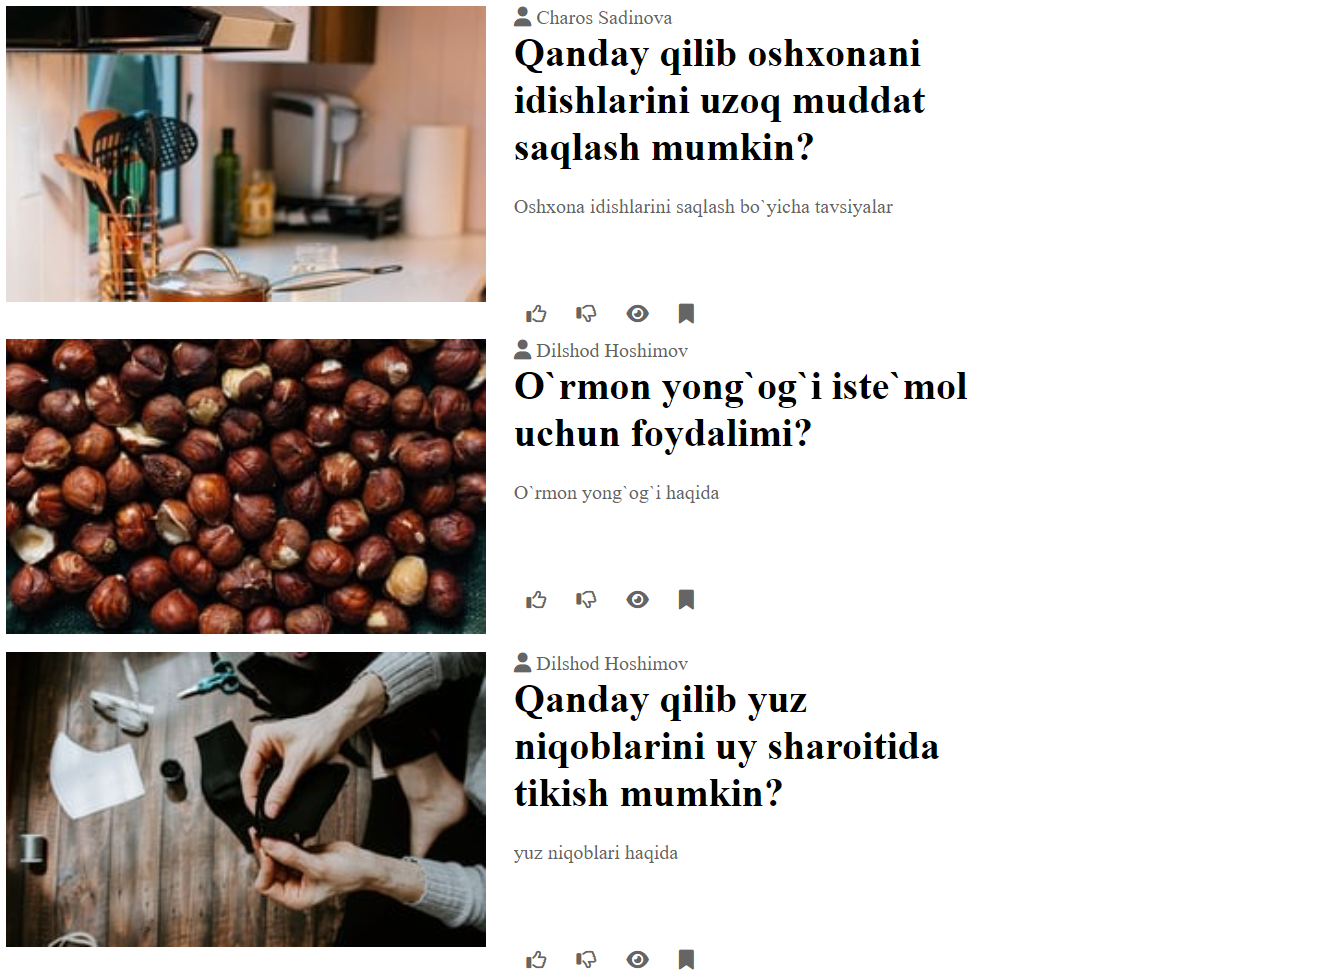 Charos Sadinova
Qanday qilib oshxonani
idishlarini uzoq muddat
saqlash mumkin?
Oshxona idishlarini saqlash bo`yicha tavsiyalar
Dilshod Hoshimov
O`rmon yong`og`i iste`mol
uchun foydalimi?
O`rmon yong`og`i haqida
Dilshod Hoshimov
Qanday qilib yuz
niqoblarini uy sharoitida
tikish mumkin?
yuz niqoblari haqida